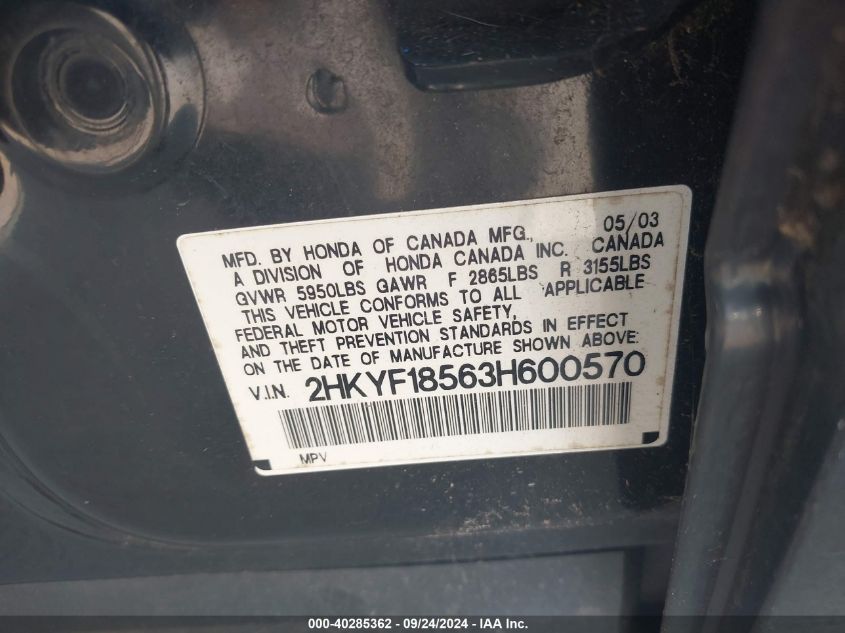 MFD. BY HONDA OF CANADA MFG., 05/03
A DIVISION OF HONDA CANADA INC. CANADA
GVWR 5950LBS GAWR F 2865LBS R 3155LBS
THIS VEHICLE CONFORMS TO ALL APPLICABLE
FEDERAL MOTOR VEHICLE SAFETY,
AND THEFT PREVENTION STANDARDS IN EFFECT
ON THE DATE OF MANUFACTURE SHOWN ABOVE:
V.I.N. 2HKYF18563H600570
MPV
000-40285362 / 09/24/2024 - IAA Inc.